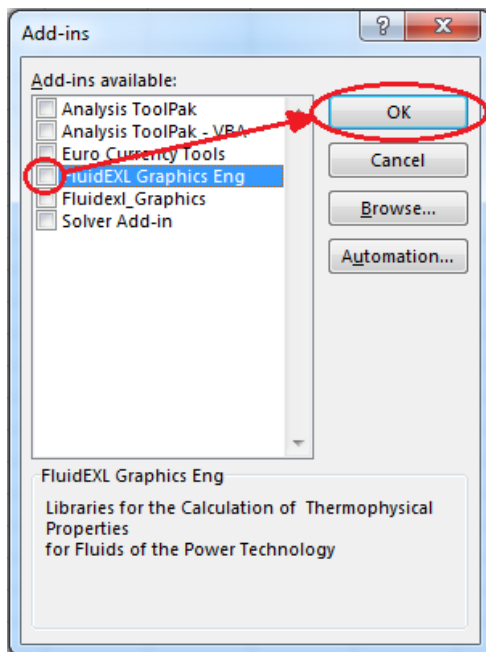 Add-ins
?
X
Add-ins available:
Analysis ToolPak
Analysis ToolPak - VBA
Euro Currency Tools
FluidEXL Graphics Eng
Fluidexl_Graphics
Solver Add-in
OK
Cancel
Browse...
Automation...
FluidEXL Graphics Eng
Libraries for the Calculation of Thermophysical
Properties
for Fluids of the Power Technology